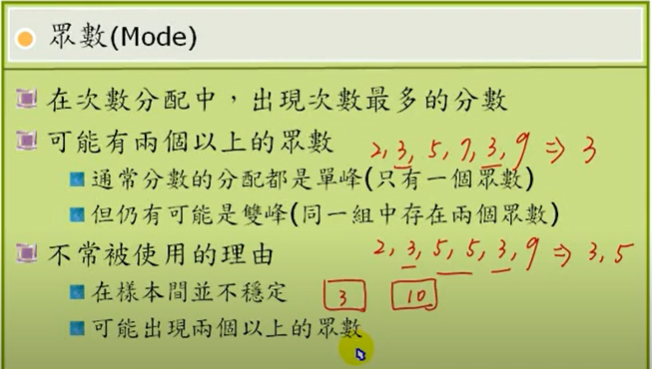 眾數(Mode)
在次數分配中，出現次數最多的分數
可能有兩個以上的眾數
2, 3, 5, 7, 3, 9 ⇒ 3
通常分數的分配都是單峰(只有一個眾數)
但仍有可能是雙峰(同一組中存在兩個眾數)
不常被使用的理由
2, 3, 5, 5, 3, 9 ⇒ 3, 5
在樣本間並不穩定
3 10
可能出現兩個以上的眾數